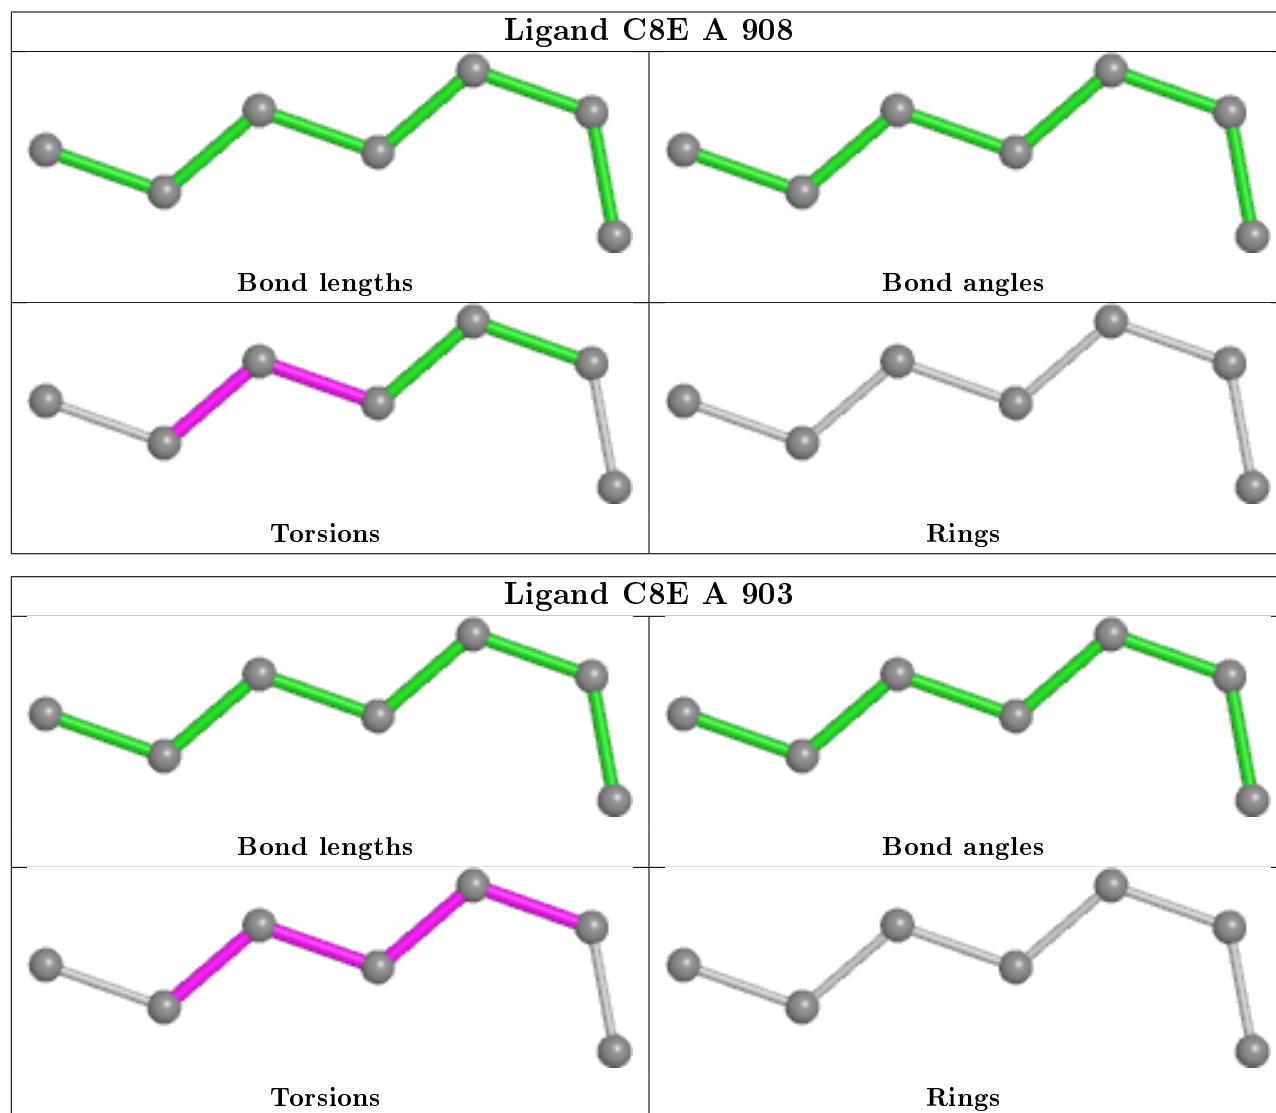 Ligand C8E A 908
Bond lengths
Bond angles
Torsions
Rings
Ligand C8E A 903
Bond lengths
Bond angles
Torsions
Rings